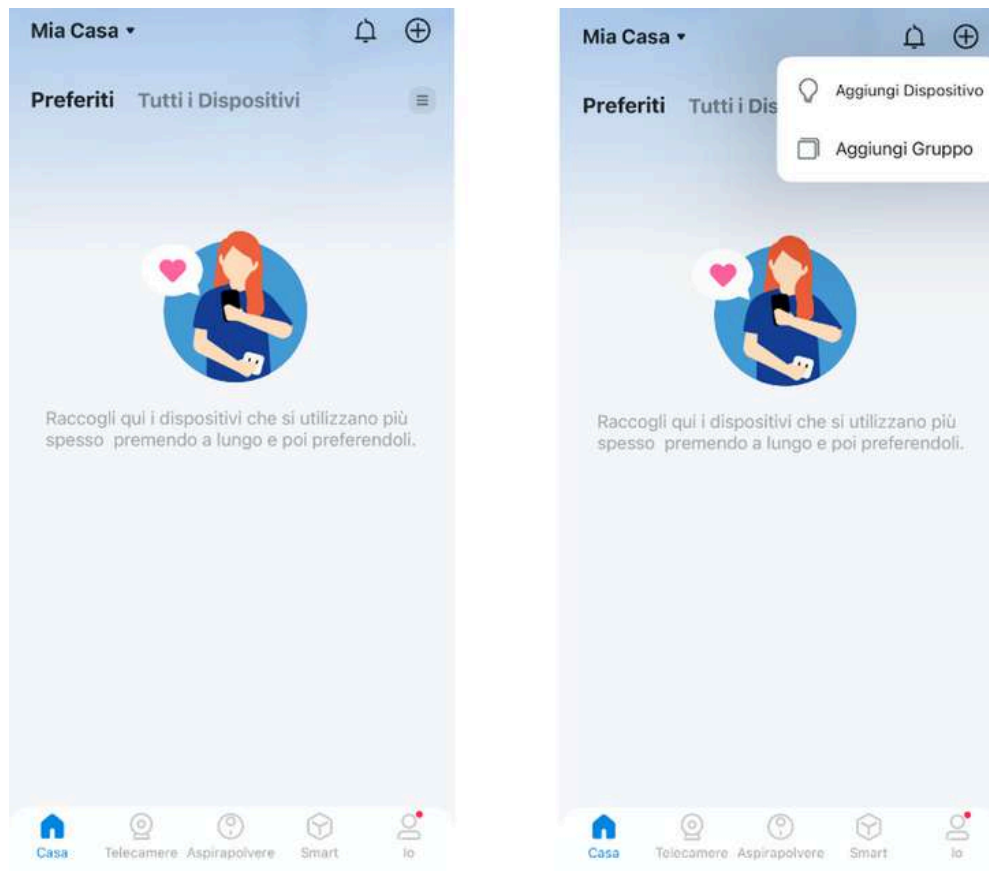 Mia Casa
Preferiti Tutti i Dispositivi
Raccogli qui i dispositivi che si utilizzano più
spesso premendo a lungo e poi preferendoli.
Casa Telecamere Aspirapolvere Smart Io
Mia Casa
Preferiti Tutti i Dis
Aggiungi Dispositivo
Aggiungi Gruppo
Raccogli qui i dispositivi che si utilizzano più
spesso premendo a lungo e poi preferendoli.
Casa Telecamere Aspirapolvere Smart Io